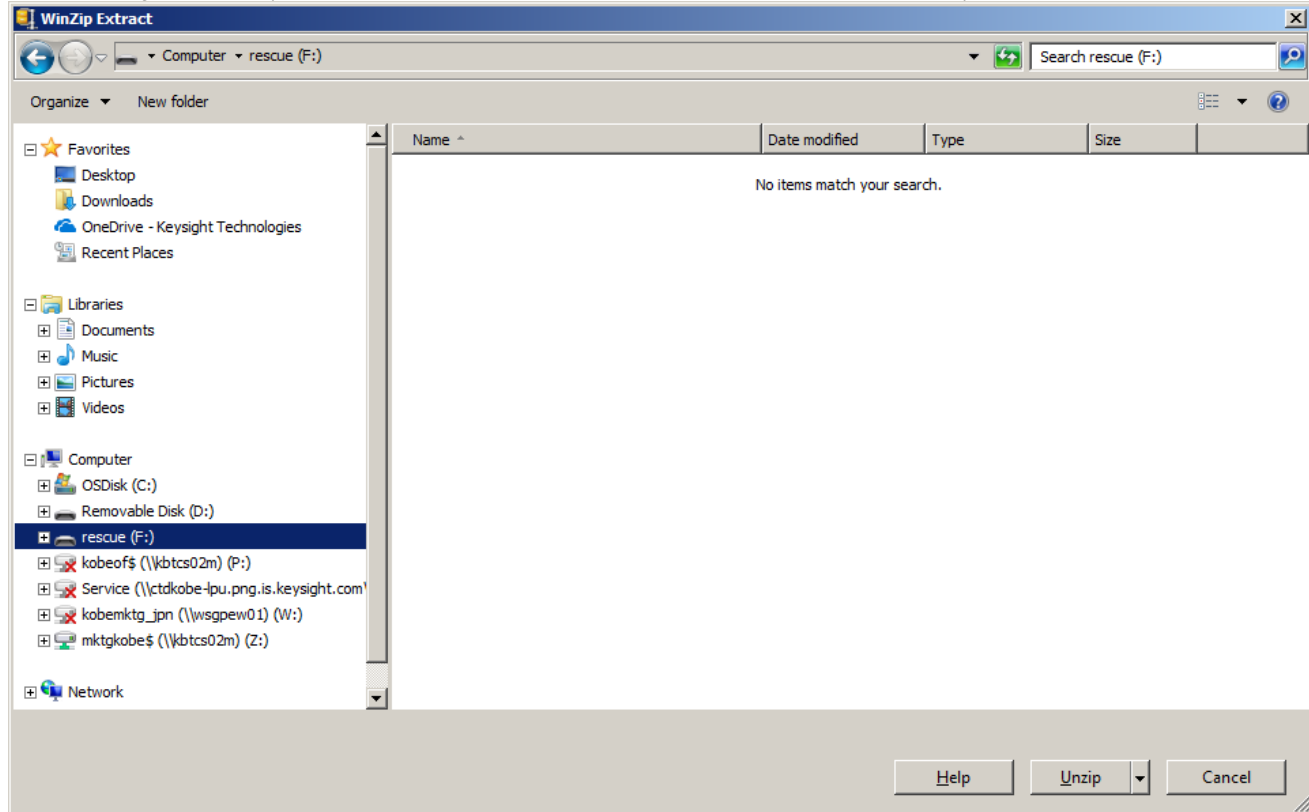 WinZip Extract
Computer rescue (F:)
Search rescue (F:)
Organize New folder
Name Date modified Type Size
No items match your search.
Favorites
Desktop
Downloads
OneDrive - Keysight Technologies
Recent Places
Libraries
Documents
Music
Pictures
Videos
Computer
OSDisk (C:)
Removable Disk (D:)
rescue (F:)
kobeof$ (\\kbtcs02m) (P:)
Service (\\ctdkobe-lpu.png.is.keysight.com\
kobemktg_jpn (\\wsgpew01) (W:)
mktgkobe$ (\\kbtcs02m) (Z:)
Network
Help Unzip Cancel